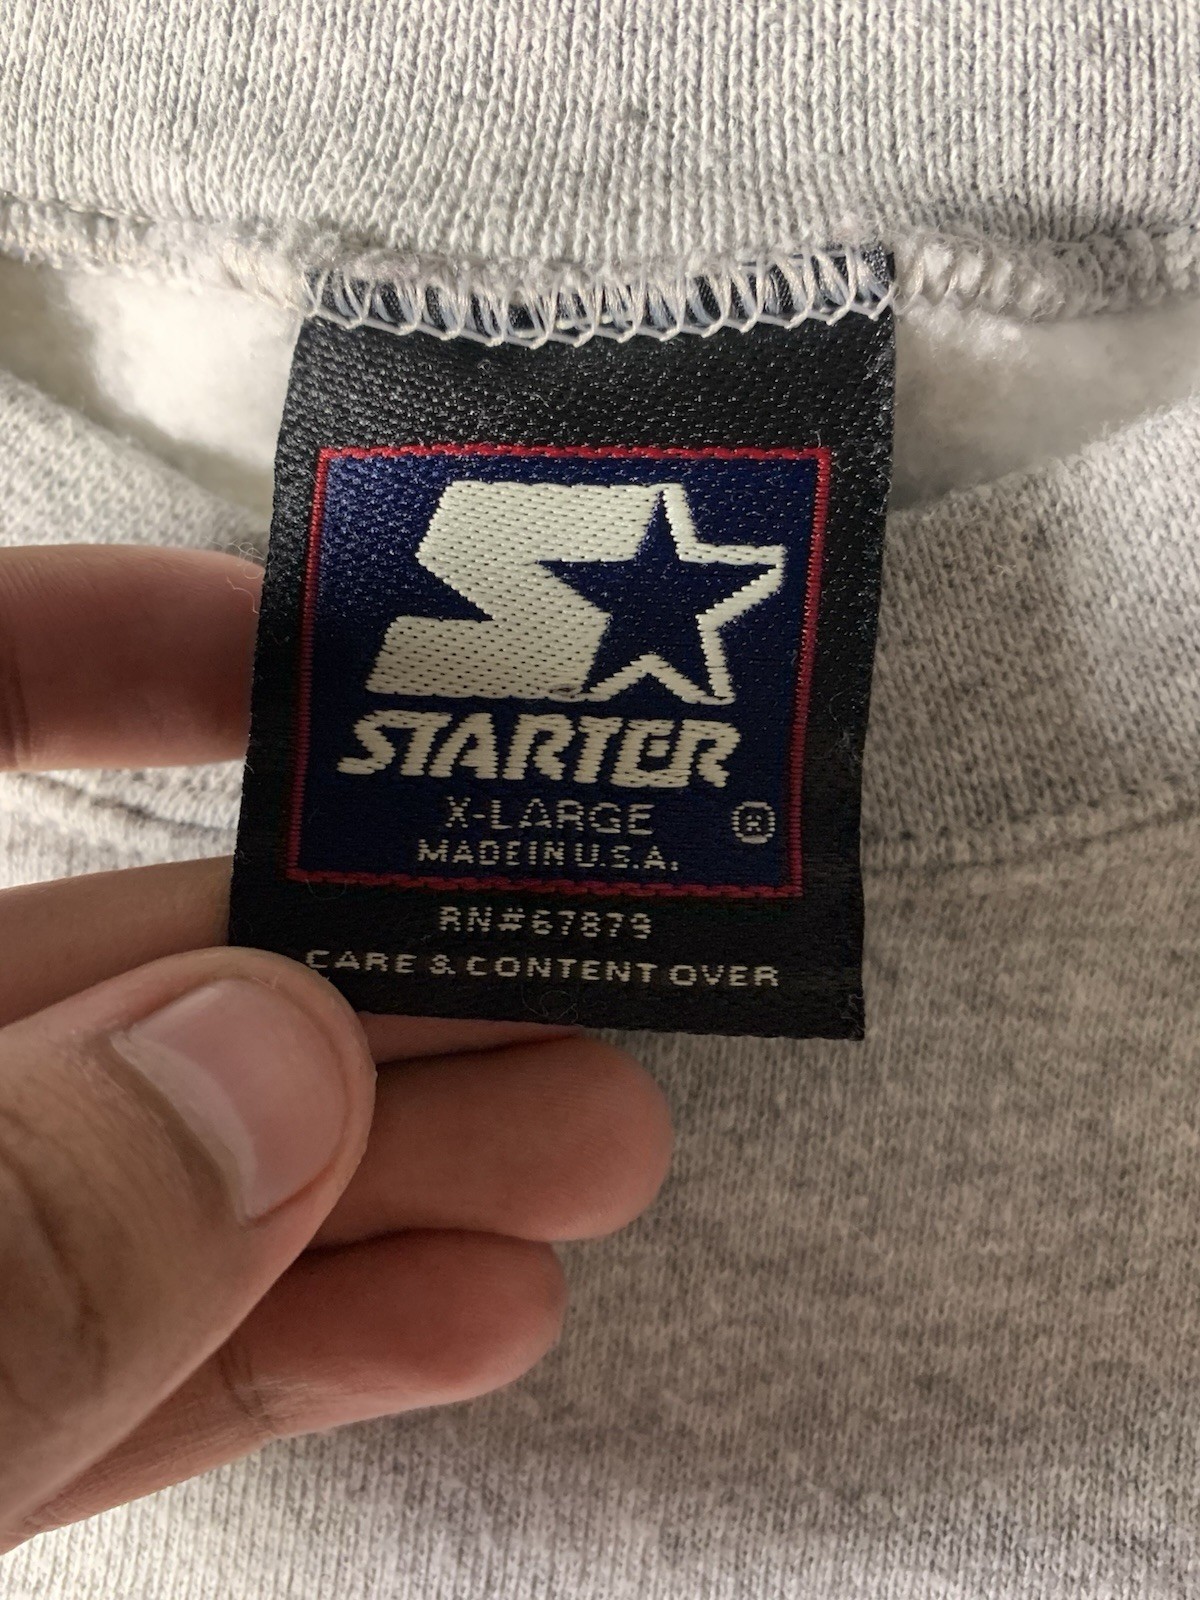 STARTER
X-LARGE ®
MADE IN U.S.A.
RN#67879
CARE & CONTENT OVER